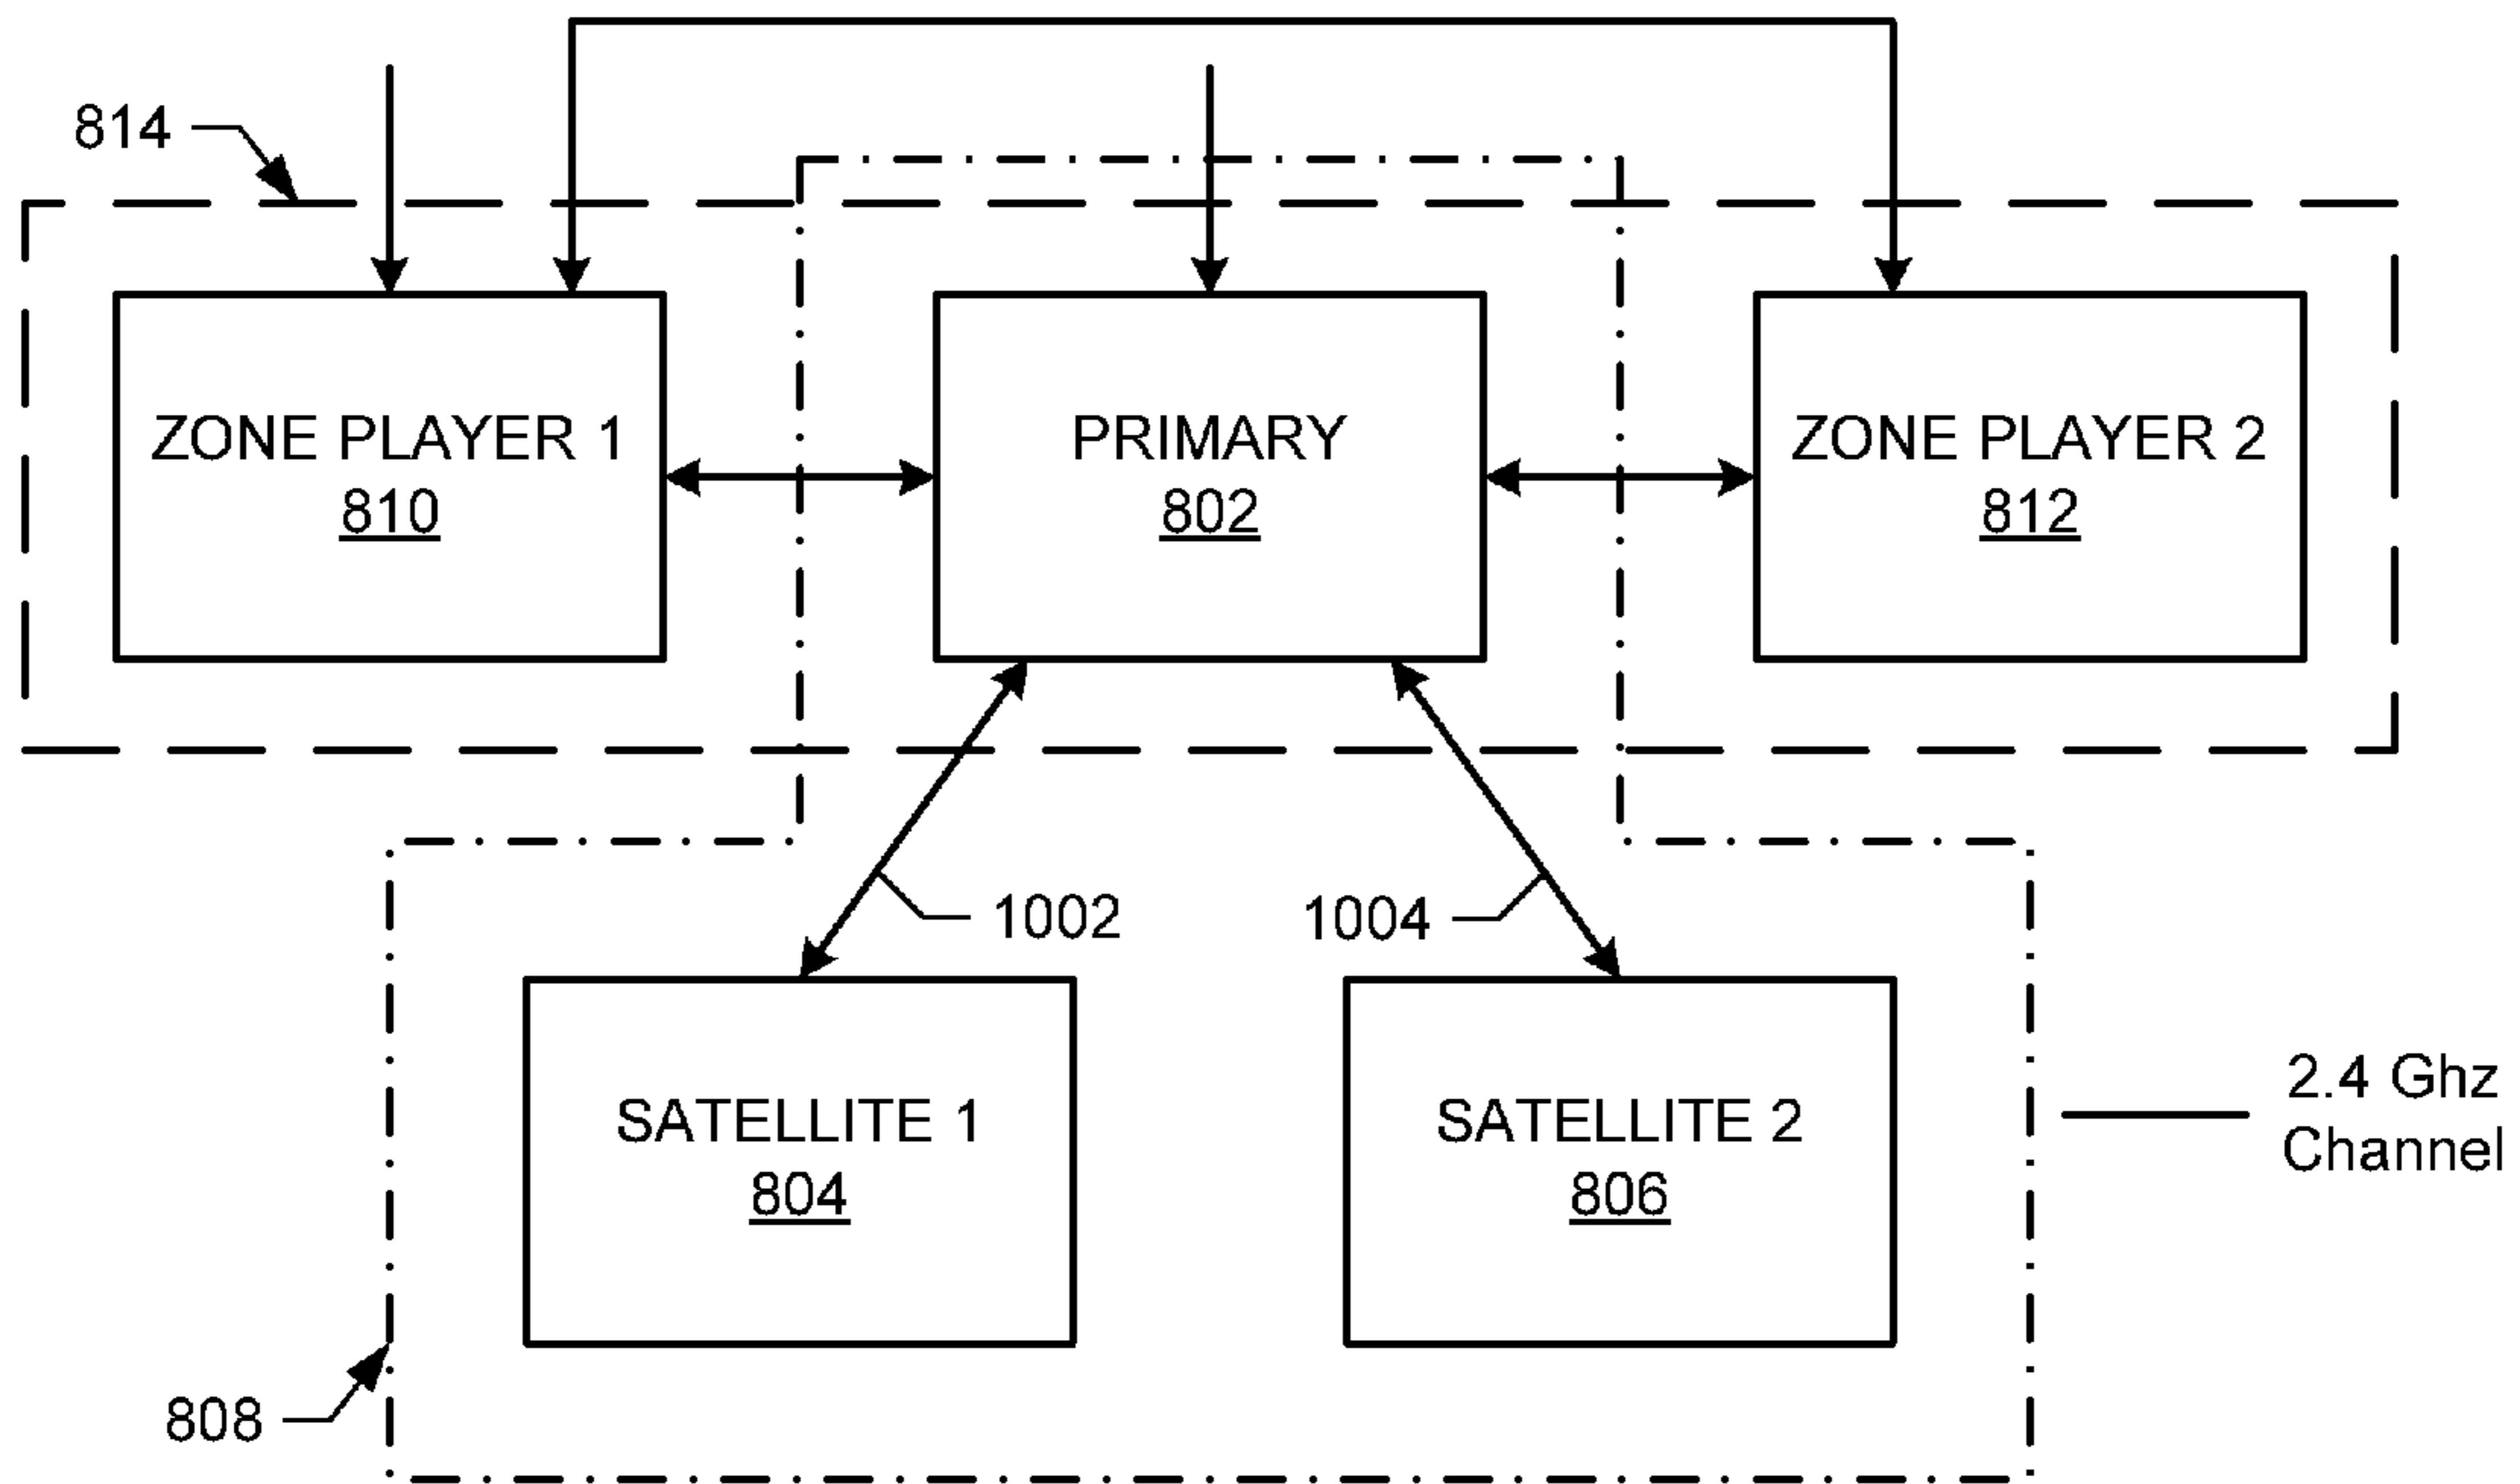 814
ZONE PLAYER 1
810
PRIMARY
802
ZONE PLAYER 2
812
1002
1004
SATELLITE 1
804
SATELLITE 2
806
2.4 Ghz
Channel
808